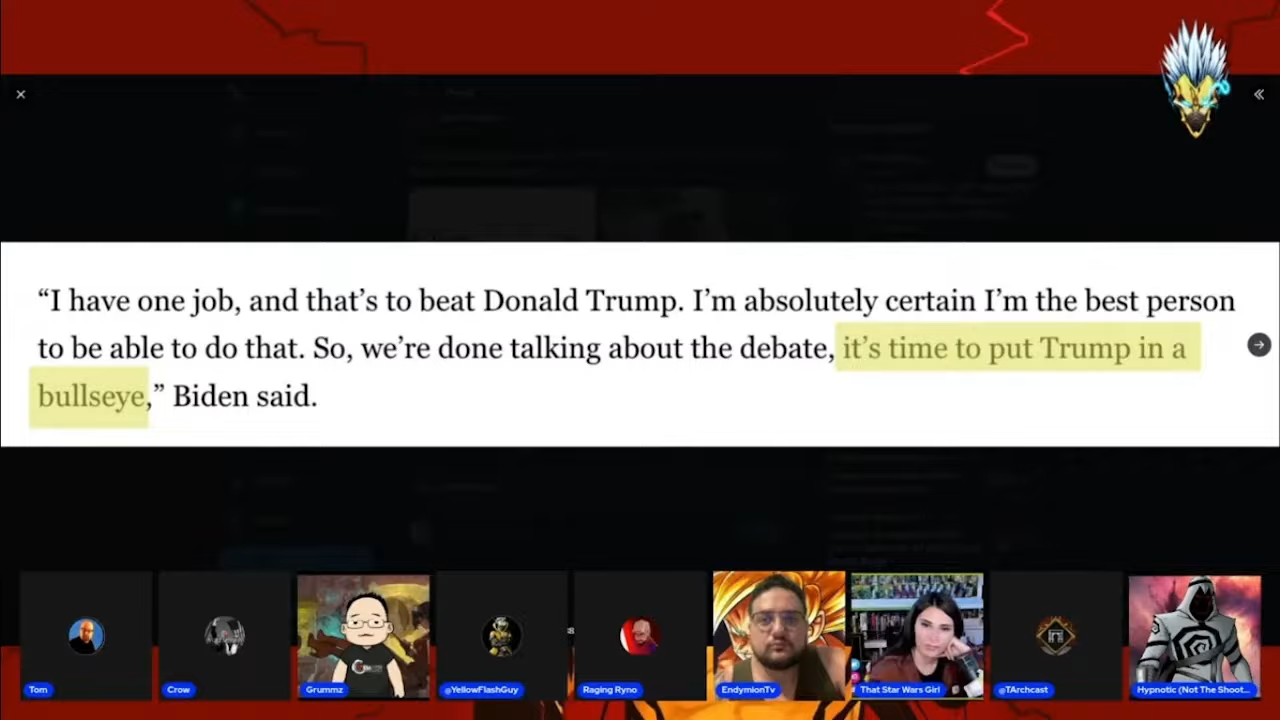 “I have one job, and that’s to beat Donald Trump. I’m absolutely certain I’m the best person
to be able to do that. So, we’re done talking about the debate, it’s time to put Trump in a
bullseye,” Biden said.
Tom
Crow
Grummz
@YellowFlashGuy
Raging Ryno
EndymionTv
That Star Wars Girl
@TArchcast
Hypnotic (Not The Shoot...